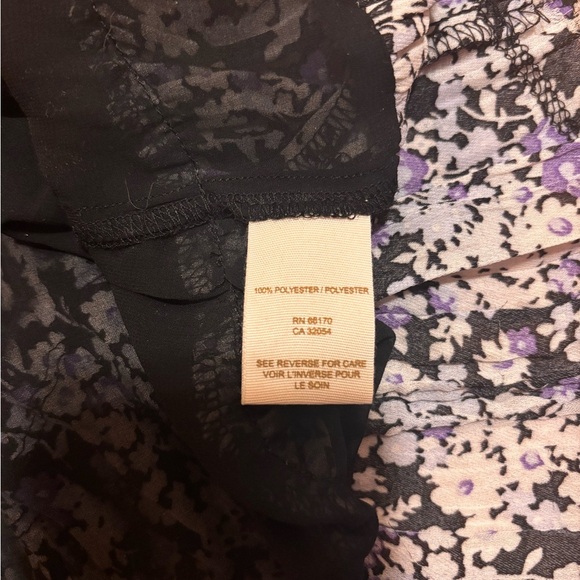 100% POLYESTER / POLYESTER
RN 66170
CA 32054
SEE REVERSE FOR CARE
VOIR L'INVERSE POUR
LE SOIN